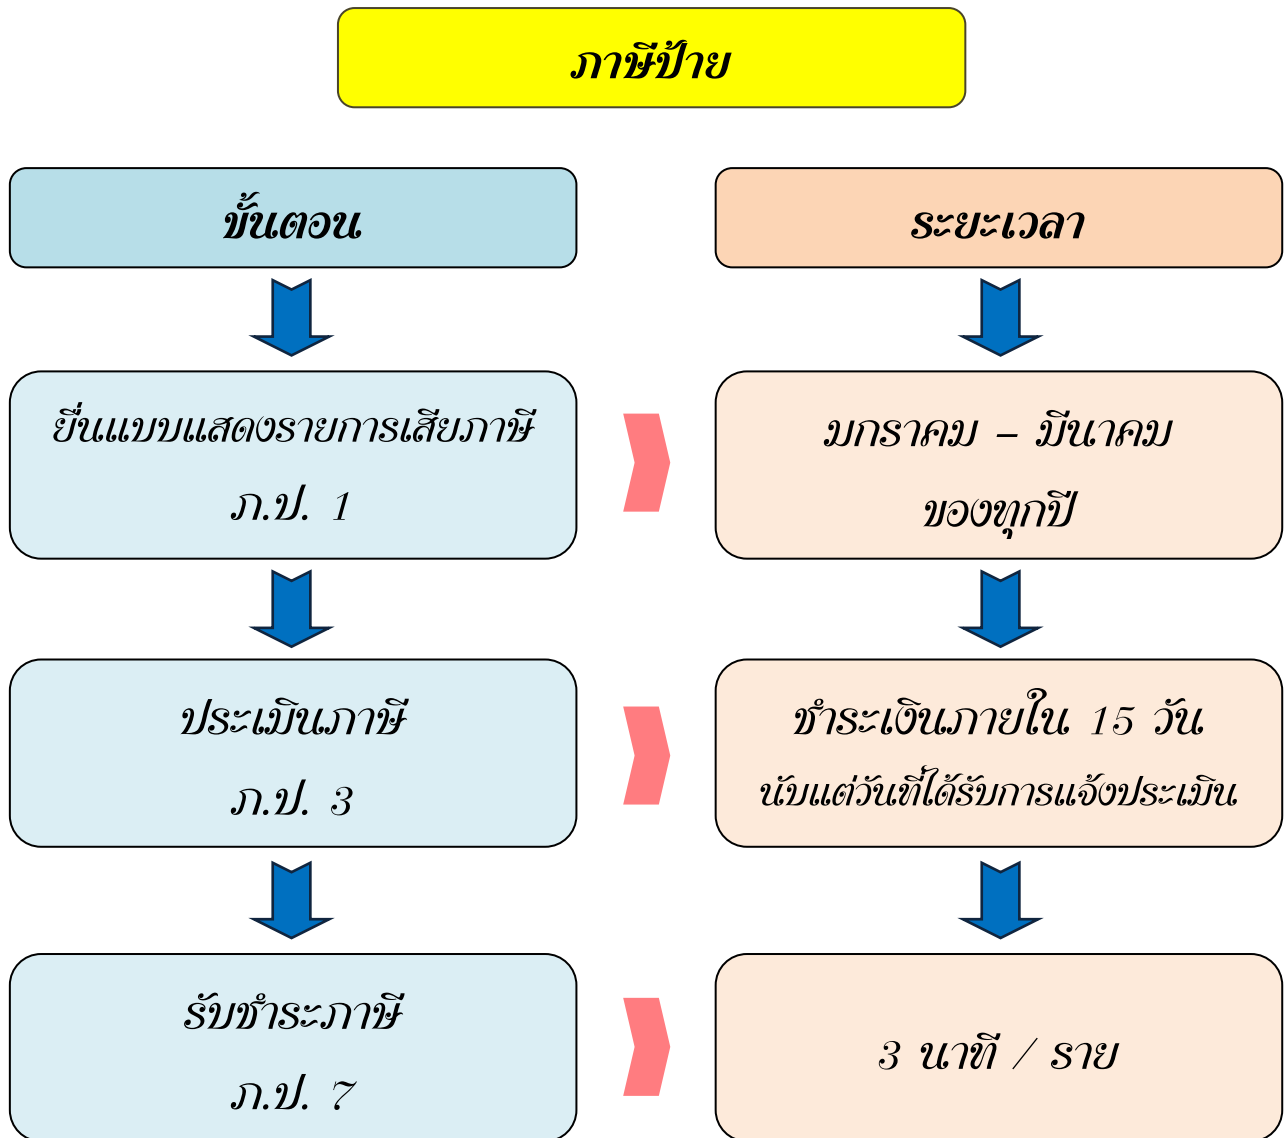 ภาษีป้าย
ขั้นตอน
ระยะเวลา
ยื่นแบบแสดงรายการเสียภาษี
ภ.ป. 1
มกราคม – มีนาคม
ของทุกปี
ประเมินภาษี
ภ.ป. 3
ชำระเงินภายใน 15 วัน
นับแต่วันที่ได้รับการแจ้งประเมิน
รับชำระภาษี
ภ.ป. 7
3 นาที / ราย